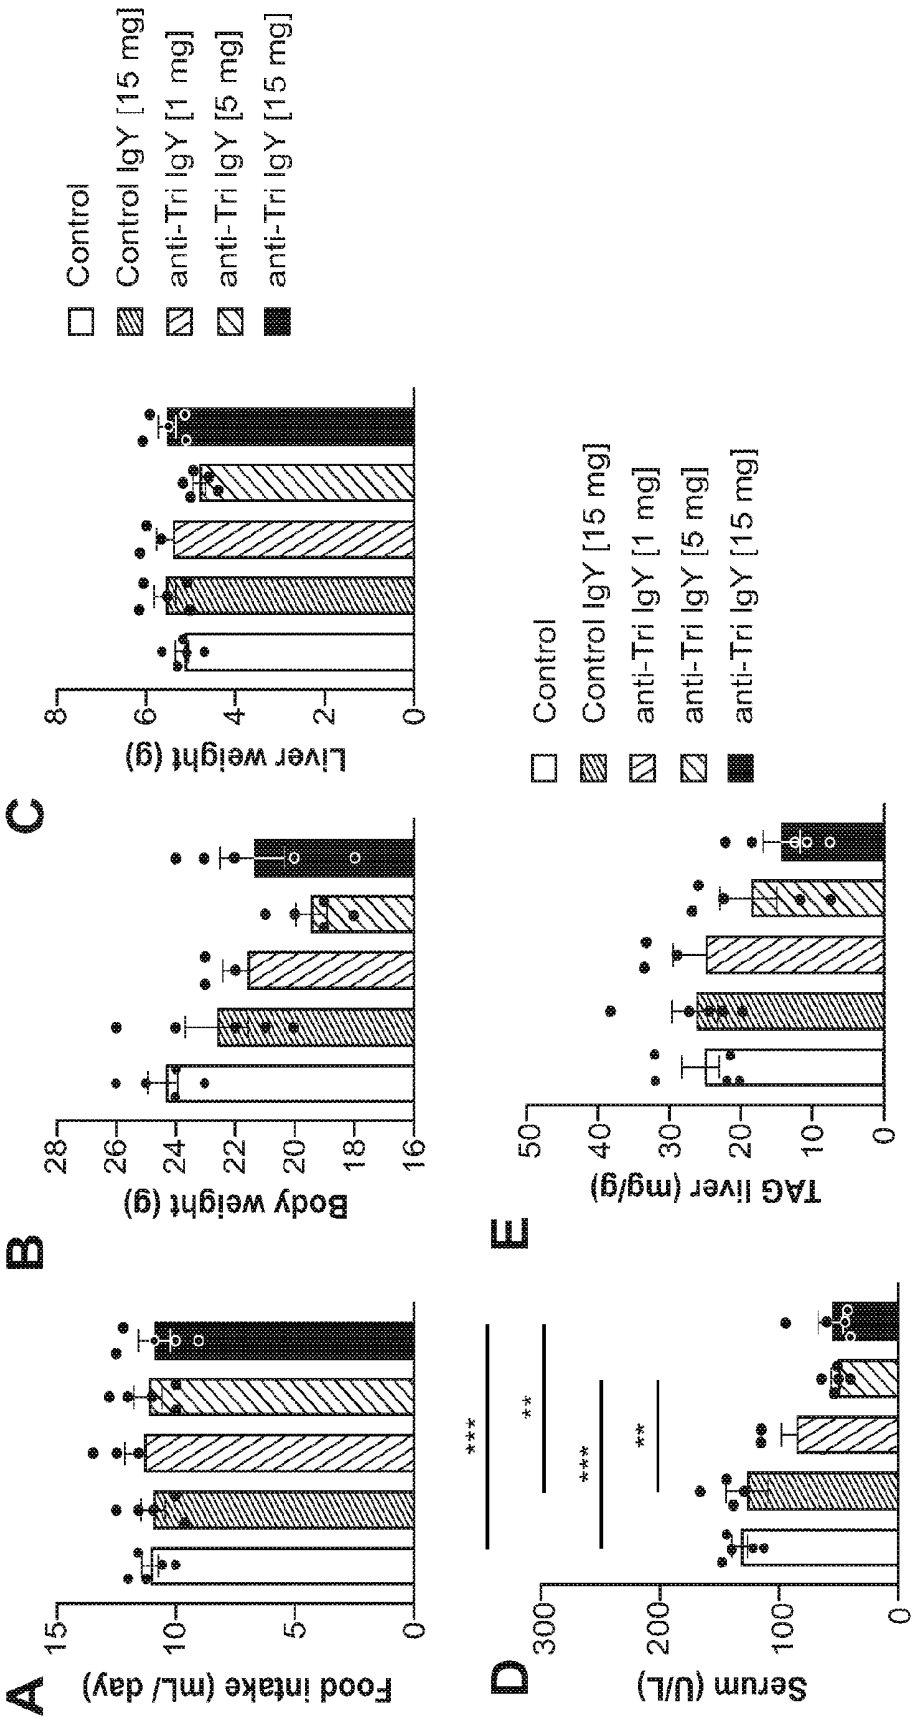 A
Food intake (mL/ day)
15
10
5
0
B
Body weight (g)
28
26
24
22
20
18
16
C
Liver weight (g)
8
6
4
2
0
Control
Control IgY [15 mg]
anti-Tri IgY [1 mg]
anti-Tri IgY [5 mg]
anti-Tri IgY [15 mg]
D
Serum (U/L)
300
200
100
0
***
**
***
**
E
TAG liver (mg/g)
50
40
30
20
10
0
Control
Control IgY [15 mg]
anti-Tri IgY [1 mg]
anti-Tri IgY [5 mg]
anti-Tri IgY [15 mg]